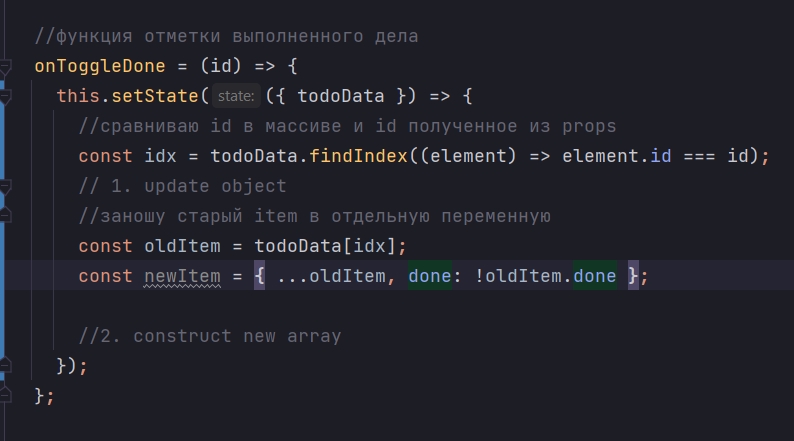 //функция отметки выполненного дела
onToggleDone = (id) => {
this.setState( state: ({ todoData }) => {
//сравниваю id в массиве и id полученное из props
const idx = todoData.findIndex((element) => element.id === id);
// 1. update object
//заношу старый item в отдельную переменную
const oldItem = todoData[idx];
const newItem = { ...oldItem, done: !oldItem.done };
//2. construct new array
});
};